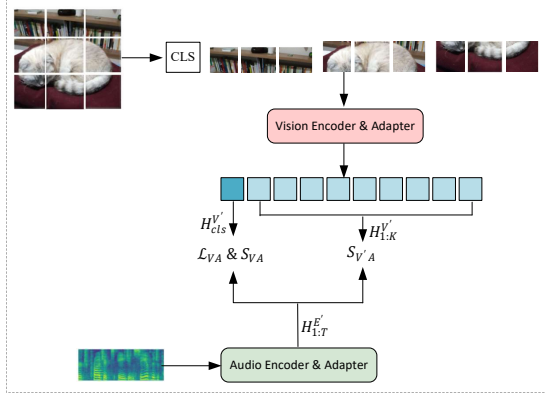 CLS
Vision Encoder & Adapter
H_{cls}^{V'}
H_{1:K}^{V'}
ℒ_{VA} & S_{VA}
S_{V'A}
H_{1:T}^{E'}
Audio Encoder & Adapter